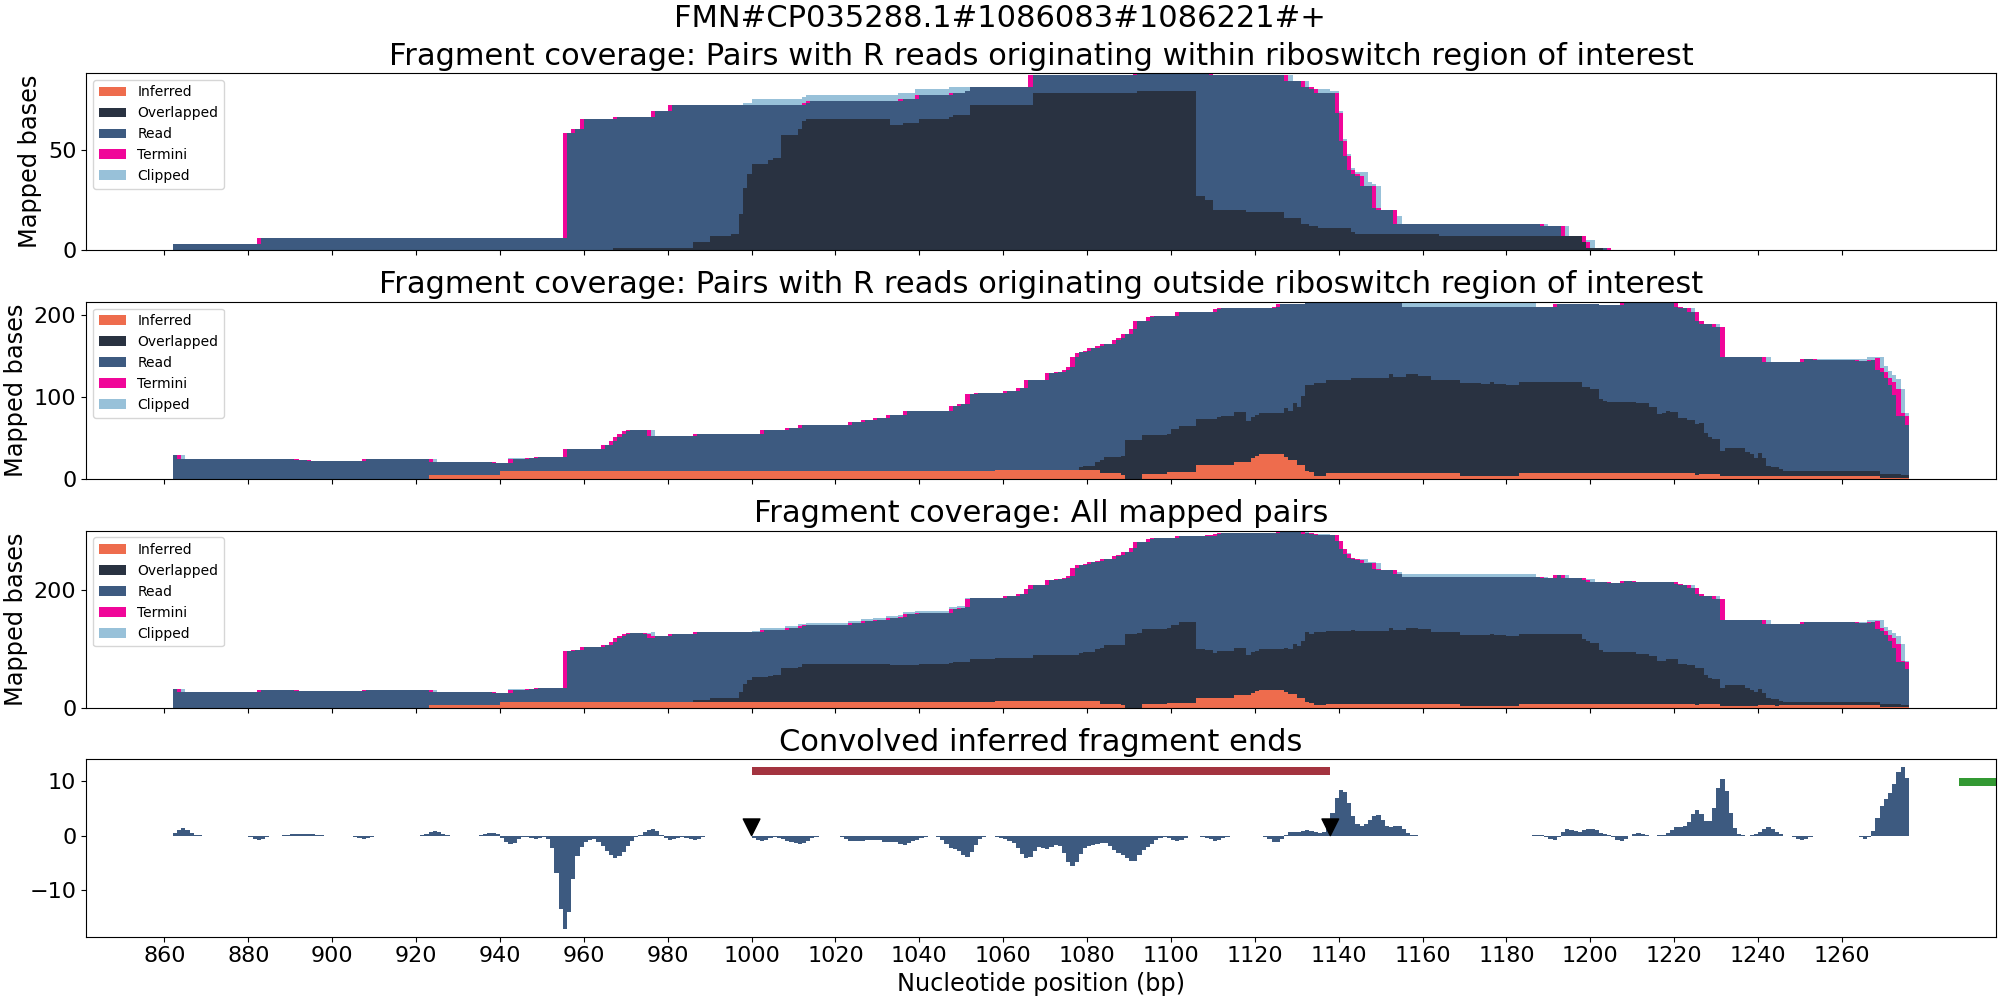 FMN#CP035288.1#1086083#1086221#+
Fragment coverage: Pairs with R reads originating within riboswitch region of interest
Mapped bases
50
0
Inferred
Overlapped
Read
Termini
Clipped
Fragment coverage: Pairs with R reads originating outside riboswitch region of interest
Mapped bases
200
100
0
Inferred
Overlapped
Read
Termini
Clipped
Fragment coverage: All mapped pairs
Mapped bases
200
0
Inferred
Overlapped
Read
Termini
Clipped
Convolved inferred fragment ends
10
0
−10
860 880 900 920 940 960 980 1000 1020 1040 1060 1080 1100 1120 1140 1160 1180 1200 1220 1240 1260
Nucleotide position (bp)